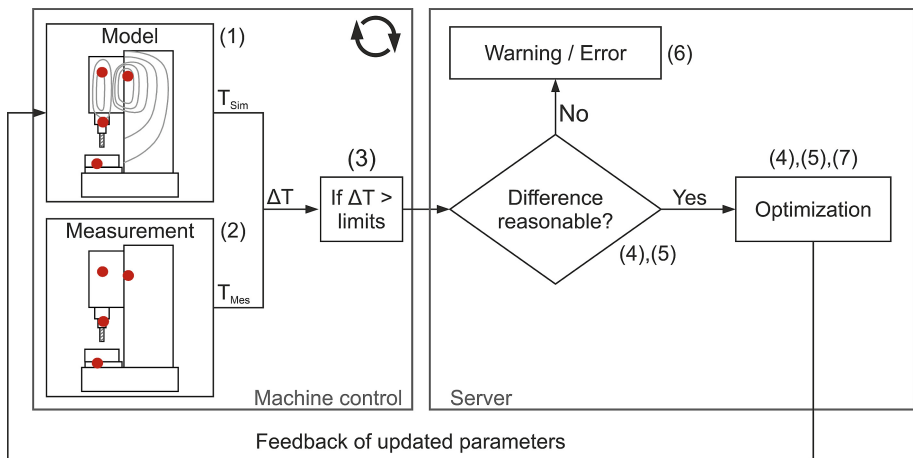 Model
(1)
T_Sim
Measurement
(2)
T_Mes
ΔT
(3)
If ΔT >
limits
Machine control
Warning / Error
(6)
No
Difference
reasonable?
(4),(5)
Yes
(4),(5),(7)
Optimization
Server
Feedback of updated parameters